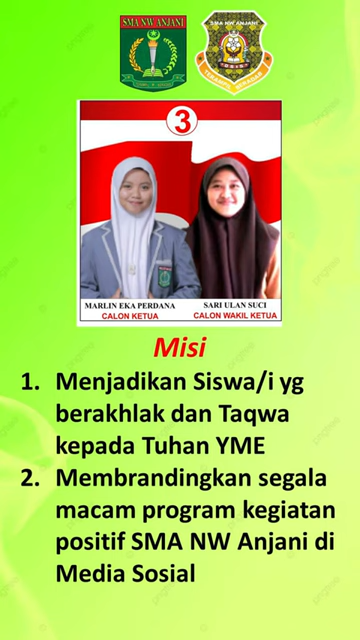 SMA NW ANJANI
SMA NW ANJANI
OSIS
3
MARLIN EKA PERDANA
CALON KETUA
SARI ULAN SUCI
CALON WAKIL KETUA
Misi
1. Menjadikan Siswa/i yg
berakhlak dan Taqwa
kepada Tuhan YME
2. Membrandingkan segala
macam program kegiatan
positif SMA NW Anjani di
Media Sosial